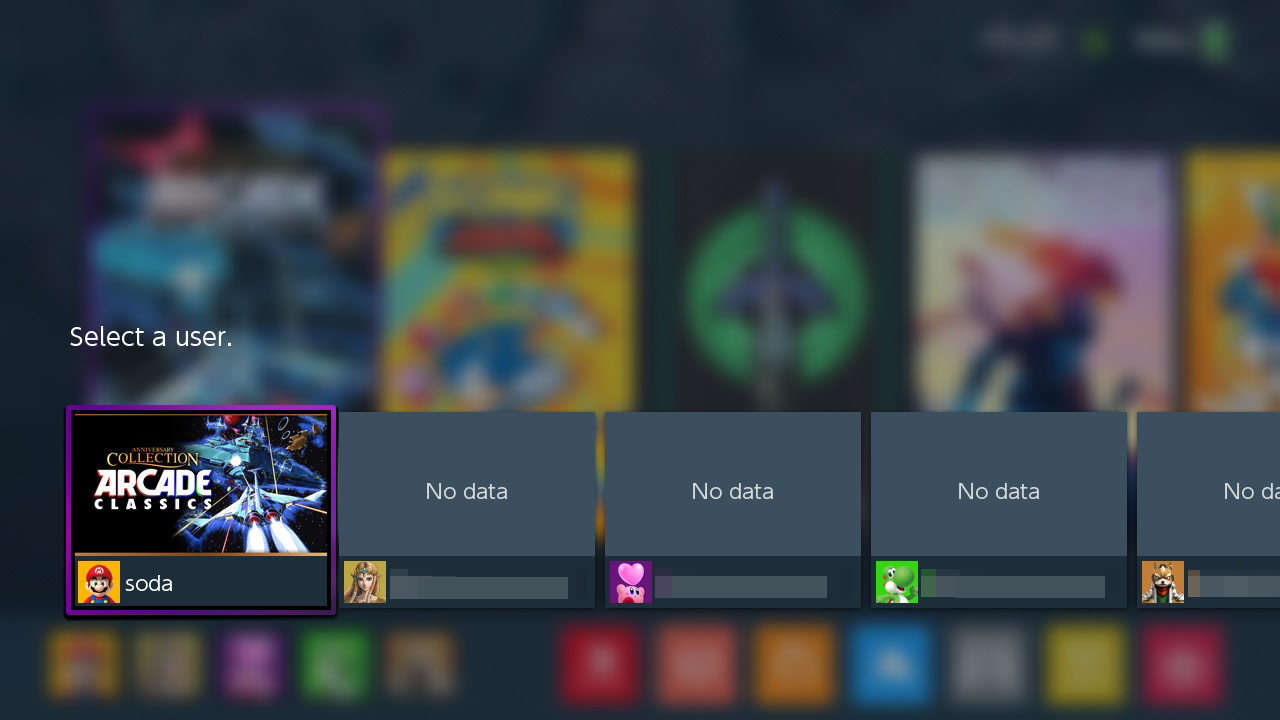 Select a user.
ANNIVERSARY
COLLECTION
ARCADE
CLASSICS
No data
No data
No data
No da
soda